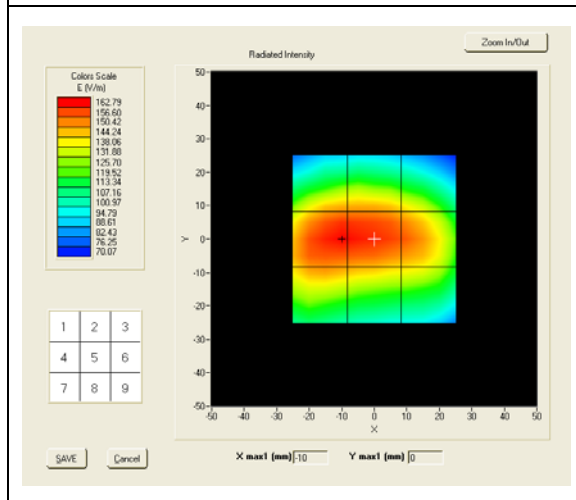 Zoom In/Out
Radiated Intensity
Colors Scale
E (V/m)
162.79
156.60
150.42
144.24
138.06
131.88
125.70
119.52
113.34
107.16
100.97
94.79
88.61
82.43
76.25
70.07
50-
40-
30-
20-
10-
Y 0-
-10-
-20-
-30-
-40-
-50-
-50 -40 -30 -20 -10 0 10 20 30 40 50
X
1 2 3
4 5 6
7 8 9
SAVE Cancel
X max1 (mm) -10 Y max1 (mm) 0